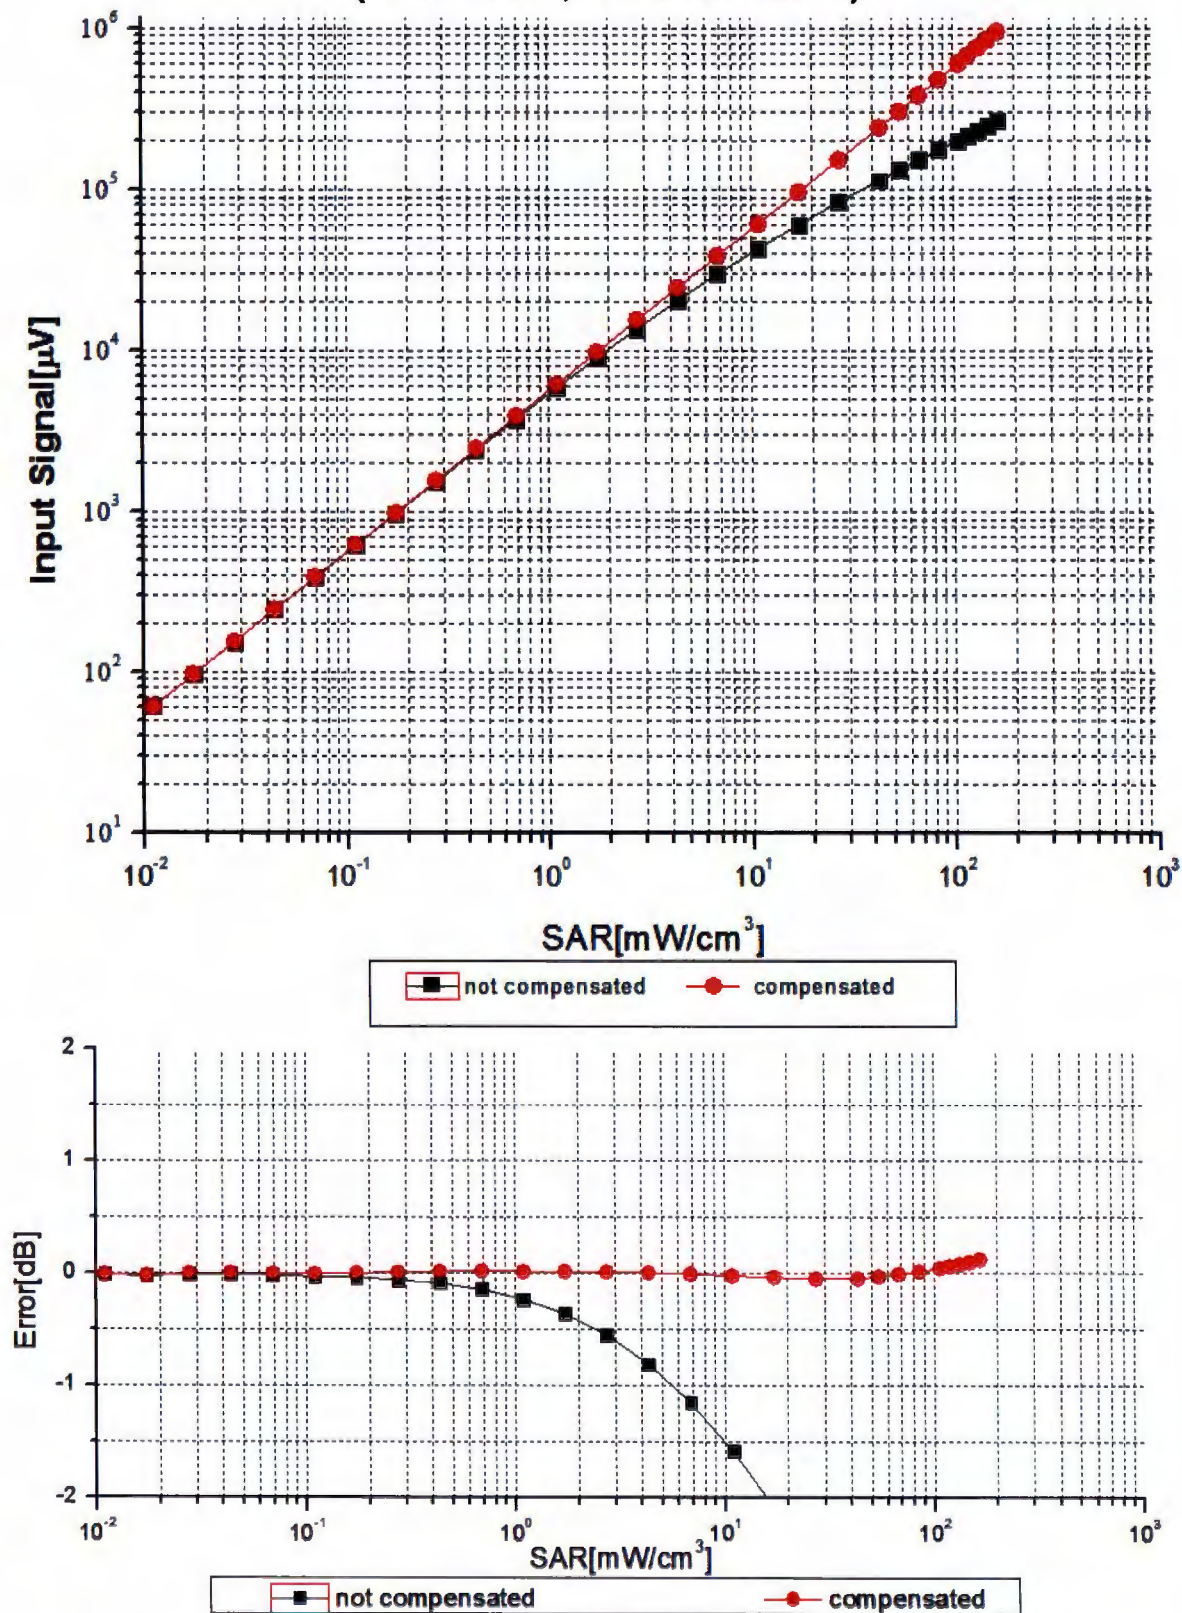 10⁶
10⁵
10⁴
10³
10²
10¹
Input Signal[µV]
10⁻² 10⁻¹ 10⁰ 10¹ 10² 10³
SAR[mW/cm³]
not compensated compensated
2
1
0
-1
-2
Error[dB]
10⁻² 10⁻¹ 10⁰ 10¹ 10² 10³
SAR[mW/cm³]
not compensated compensated